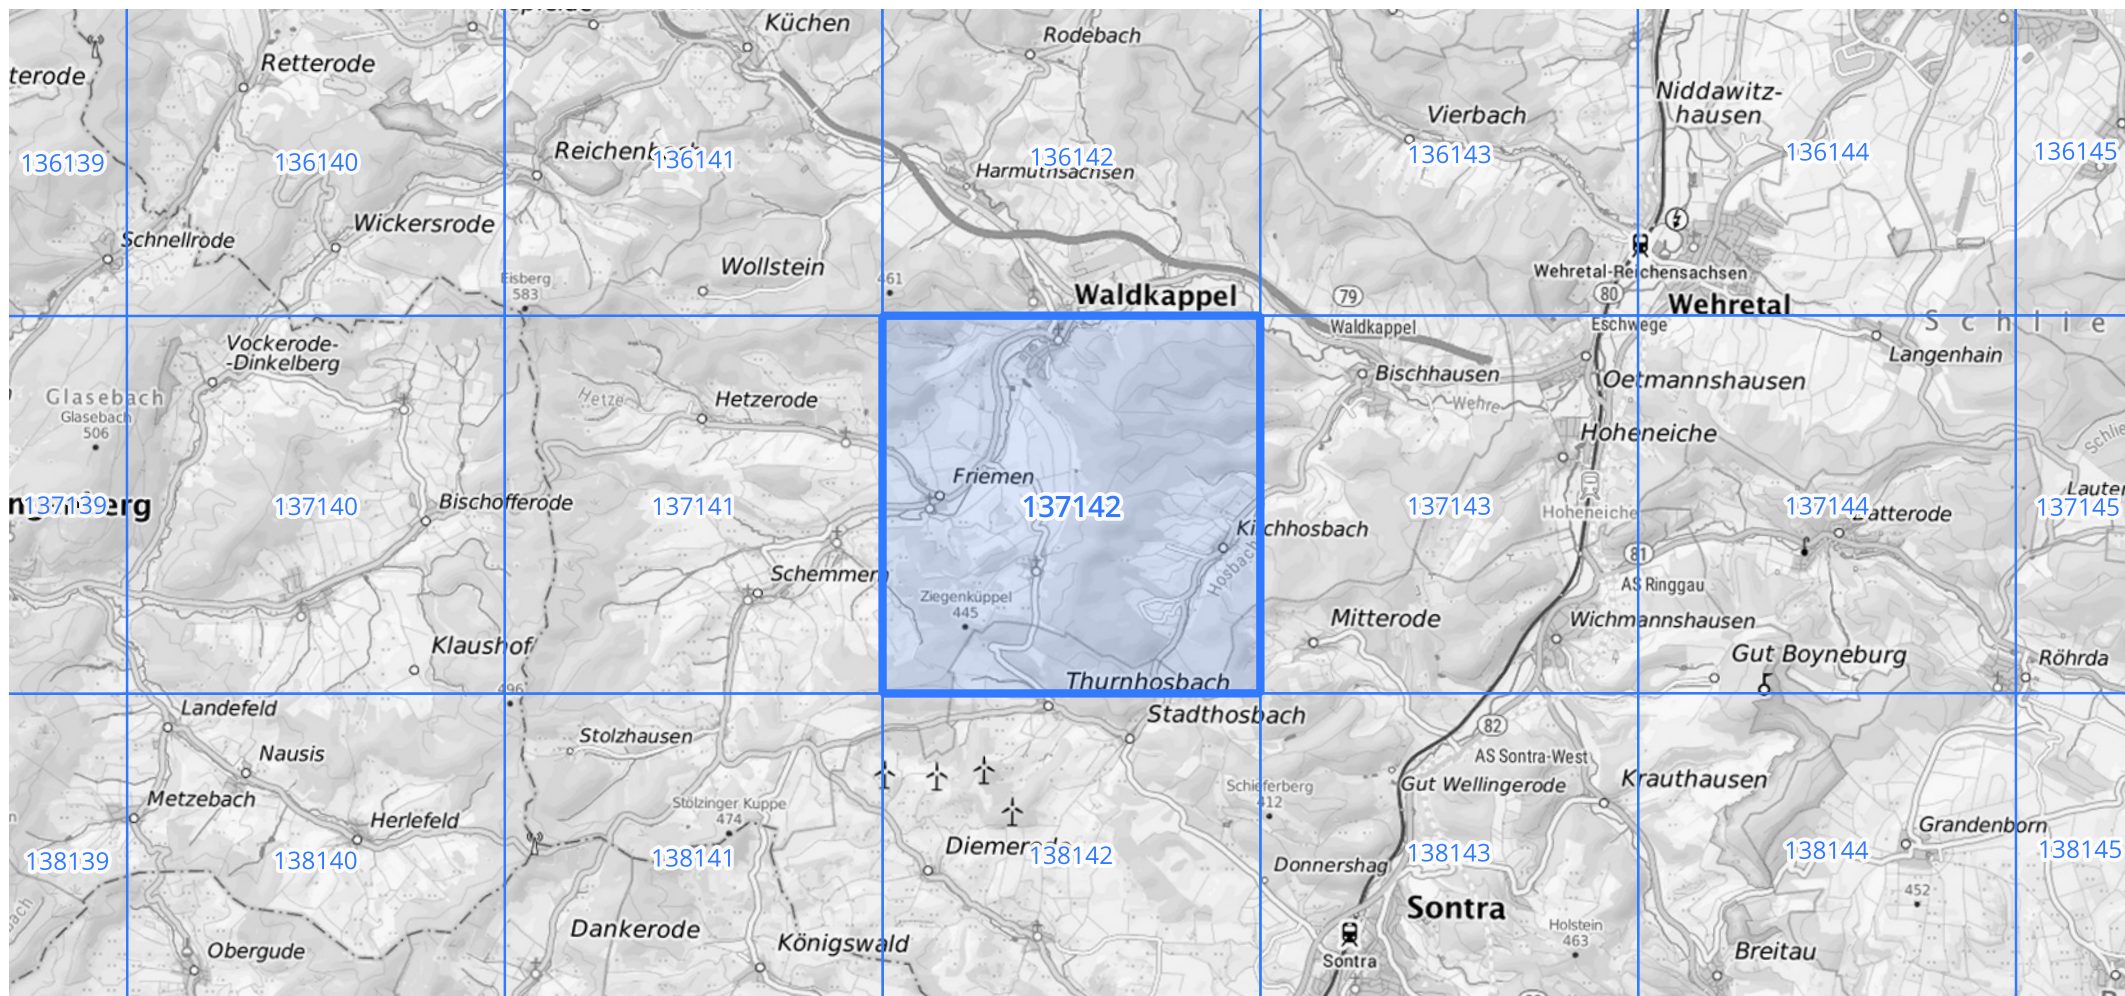 Küchen
Rodebach
Retterode
terode
Niddawitz-
hausen
Vierbach
136139
136140
Reichenbach
136141
136142
Harmuthsachsen
136143
136144
136145
Schnellrode
Wickersrode
Wollstein
Eisberg
583
461
Waldkappel
79
Wehretal-Reichensachsen
80
Wehretal
Vockerode-
-Dinkelberg
Waldkappel
Eschwege
Schlie
Langenhain
Glasebach
Glasebach
506
Hetze
Hetzerode
Bischhausen
Wehre
Oetmannshausen
Hoheneiche
Schlie
137139
137140
Bischofferode
137141
Friemen
137142
Kirchhosbach
137143
Hoheneiche
137144
Datterode
137145
Schemmern
Ziegenküppel
445
Hosbach
81
AS Ringgau
Mitterode
Wichmannshausen
Klaushof
Gut Boyneburg
Röhrda
496
Thurnhosbach
Landefeld
Stadthosbach
Nausis
Stolzhausen
82
AS Sontra-West
Metzebach
Herlefeld
Stölzinger Kuppe
474
Schieferberg
412
Gut Wellingerode
Krauthausen
138139
138140
138141
Diemerode
138142
Donnershag
138143
138144
Grandenborn
138145
452
Obergude
Dankerode
Königswald
Sontra
Sontra
Holstein
463
Breitau